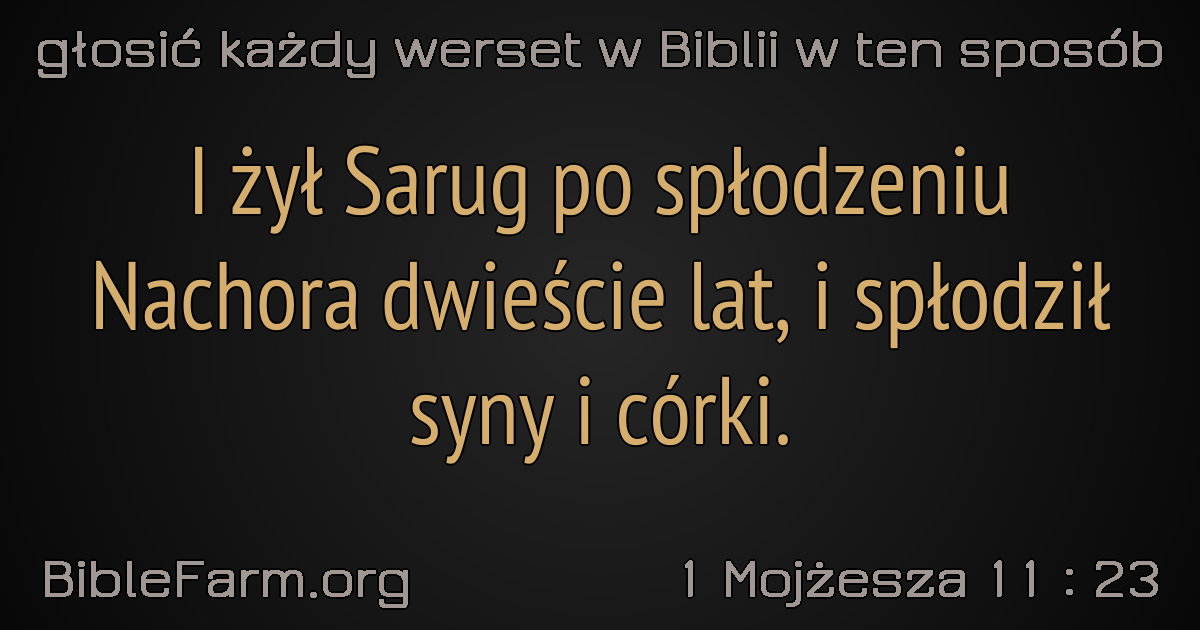 głosić każdy werset w Biblii w ten sposób
I żył Sarug po spłodzeniu
Nachora dwieście lat, i spłodził
syny i córki.
BibleFarm.org
1 Mojżesza 11 : 23